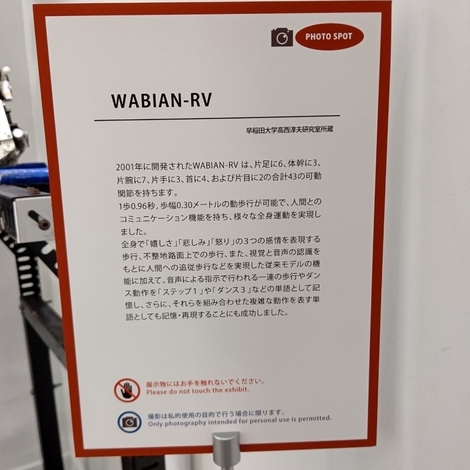 PHOTO SPOT
WABIAN-RV
早稲田大学高西淳夫研究室所蔵
2001年に開発されたWABIAN-RV は、片足に6、体幹に3、
片腕に7、片手に3、首に4、および片目に2の合計43の可動
関節を持ちます。
1歩0.96秒、歩幅0.30メートルの動歩行が可能で、人間との
コミュニケーション機能を持ち、様々な全身運動を実現し
ました。
全身で「嬉しさ」「悲しみ」「怒り」の3つの感情を表現する
歩行、不整地路面上での歩行、また、視覚と音声の認識を
もとに人間への追従歩行などを実現した従来モデルの機
能に加えて、音声による指示で行われる一連の歩行やダン
ス動作を「ステップ1」や「ダンス3」などの単語として記
憶し、さらに、それらを組み合わせた複雑な動作を表す単
語としても記憶・再現することにも成功しました。
展示物にはお手を触れないでください。
Please do not touch the exhibit.
撮影は私的使用の目的で行う場合に限ります。
Only photography intended for personal use is permitted.